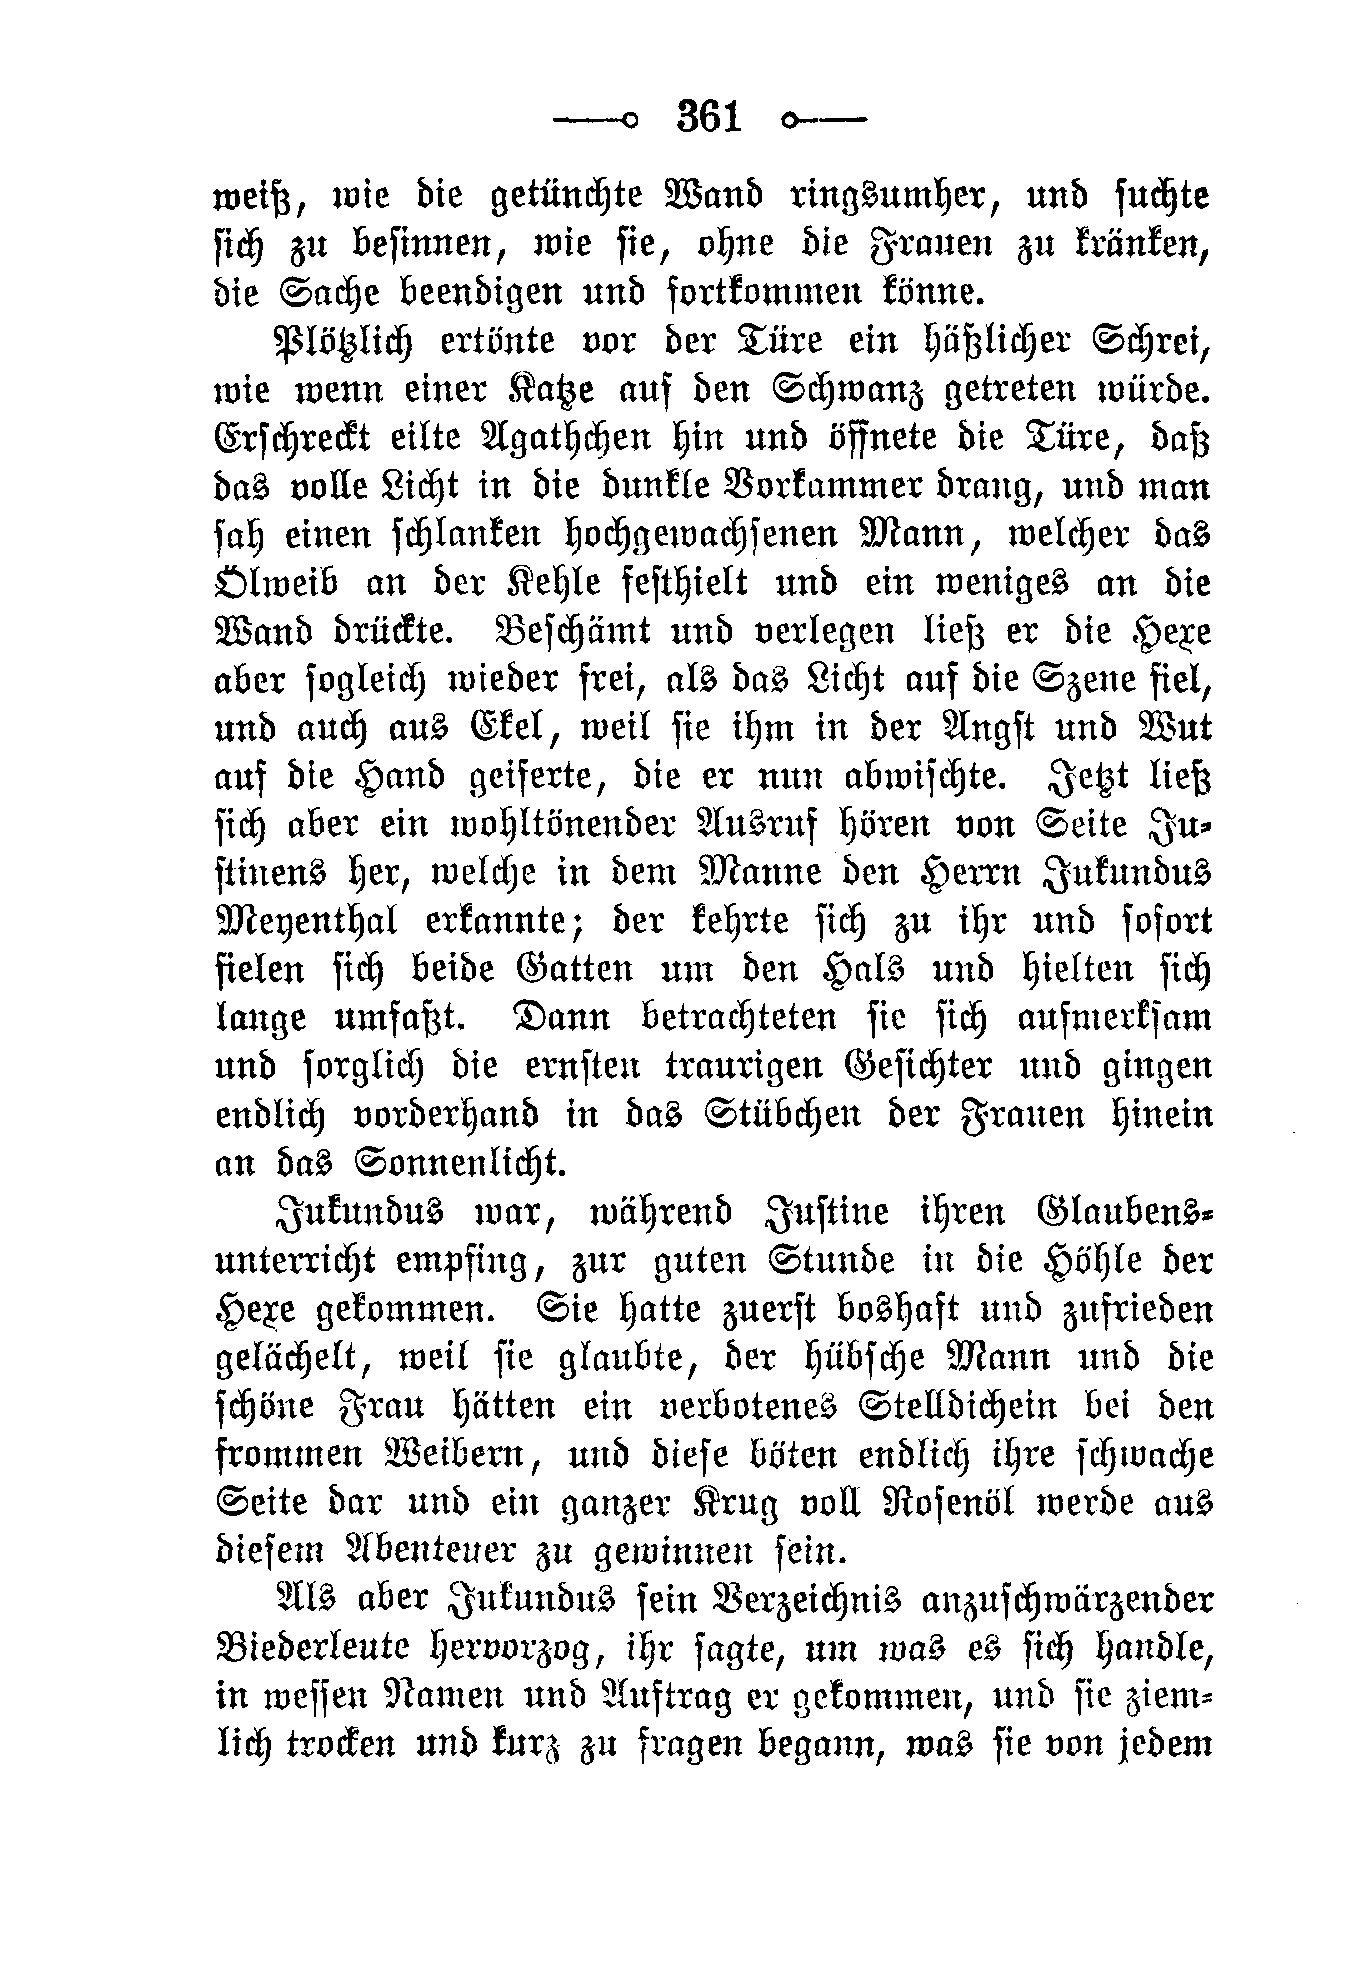 361
weiß, wie die getünchte Wand ringsumher, und suchte
sich zu besinnen, wie sie, ohne die Frauen zu kränken,
die Sache beendigen und fortkommen könne.
Plötzlich ertönte vor der Türe ein häßlicher Schrei,
wie wenn einer Katze auf den Schwanz getreten würde.
Erschreckt eilte Agathchen hin und öffnete die Türe, daß
das volle Licht in die dunkle Vorkammer drang, und man
sah einen schlanken hochgewachsenen Mann, welcher das
Ölweib an der Kehle festhielt und ein weniges an die
Wand drückte. Beschämt und verlegen ließ er die Hexe
aber sogleich wieder frei, als das Licht auf die Szene fiel,
und auch aus Ekel, weil sie ihm in der Angst und Wut
auf die Hand geiferte, die er nun abwischte. Jetzt ließ
sich aber ein wohltönender Ausruf hören von Seite Ju-
stinens her, welche in dem Manne den Herrn Jukundus
Meyenthal erkannte; der kehrte sich zu ihr und sofort
fielen sich beide Gatten um den Hals und hielten sich
lange umfaßt. Dann betrachteten sie sich aufmerksam
und sorglich die ernsten traurigen Gesichter und gingen
endlich vorderhand in das Stübchen der Frauen hinein
an das Sonnenlicht.
Jukundus war, während Justine ihren Glaubens-
unterricht empfing, zur guten Stunde in die Höhle der
Hexe gekommen. Sie hatte zuerst boshaft und zufrieden
gelächelt, weil sie glaubte, der hübsche Mann und die
schöne Frau hätten ein verbotenes Stelldichein bei den
frommen Weibern, und diese böten endlich ihre schwache
Seite dar und ein ganzer Krug voll Rosenöl werde aus
diesem Abenteuer zu gewinnen sein.
Als aber Jukundus sein Verzeichnis anzuschwärzender
Biederleute hervorzog, ihr sagte, um was es sich handle,
in wessen Namen und Auftrag er gekommen, und sie ziem-
lich trocken und kurz zu fragen begann, was sie von jedem